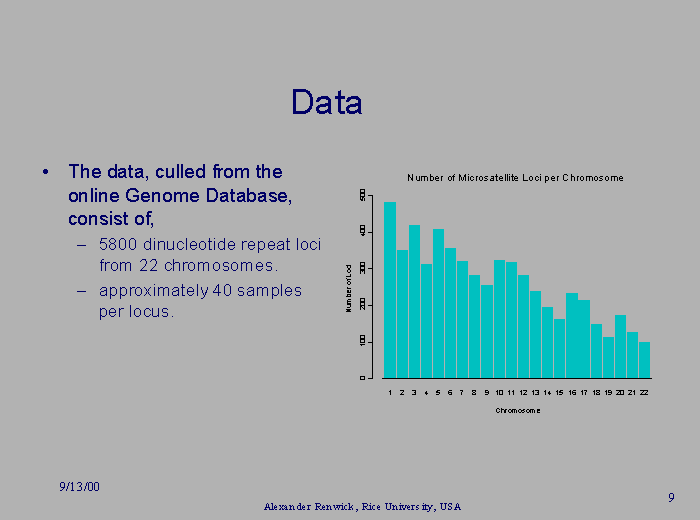 Data
• The data, culled from the
online Genome Database,
consist of,
– 5800 dinucleotide repeat loci
from 22 chromosomes.
– approximately 40 samples
per locus.
Number of Microsatellite Loci per Chromosome
Number of Loci
500
400
300
200
100
0
1 2 3 4 5 6 7 8 9 10 11 12 13 14 15 16 17 18 19 20 21 22
Chromosome
9/13/00
Alexander Renwick, Rice University, USA
9